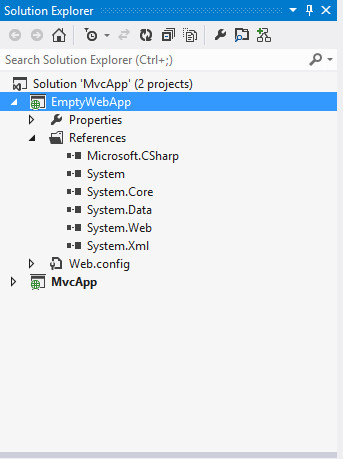 Solution Explorer
Search Solution Explorer (Ctrl+;)
Solution 'MvcApp' (2 projects)
EmptyWebApp
Properties
References
Microsoft.CSharp
System
System.Core
System.Data
System.Web
System.Xml
Web.config
MvcApp